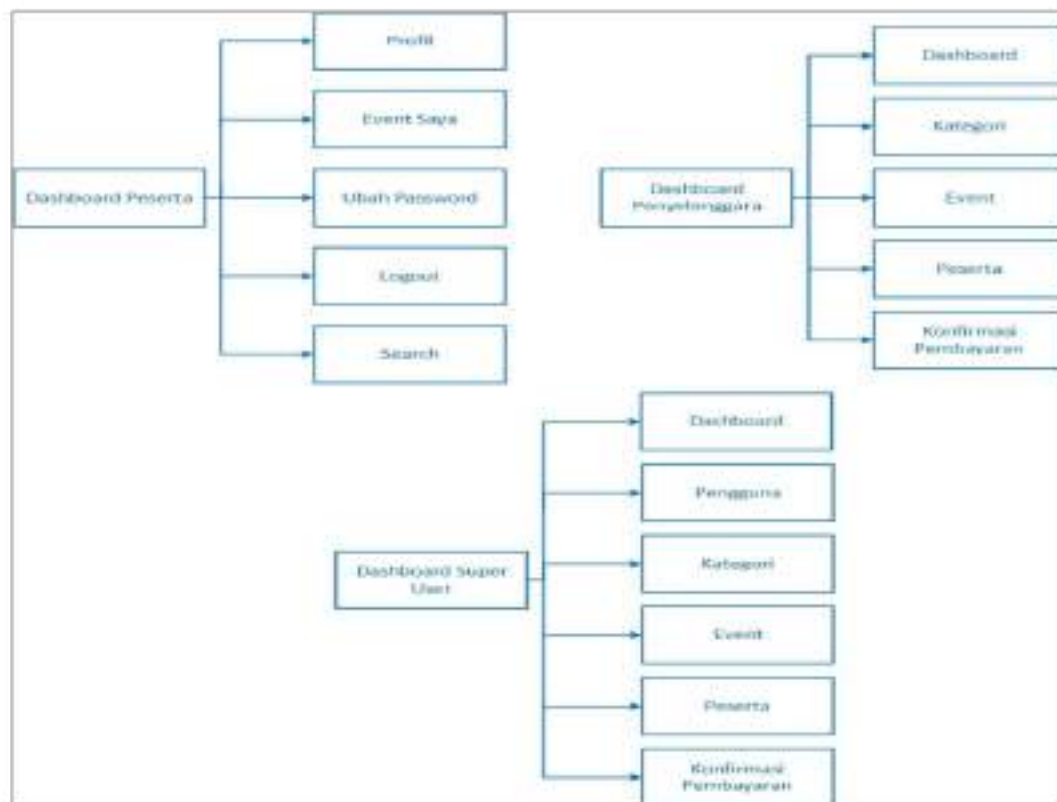 Dashboard Peserta
Profil
Event Saya
Ubah Password
Logout
Search
Dashboard
Penyelenggara
Dashboard
Kategori
Event
Peserta
Konfirmasi
Pembayaran
Dashboard Super
User
Dashboard
Pengguna
Kategori
Event
Peserta
Konfirmasi
Pembayaran